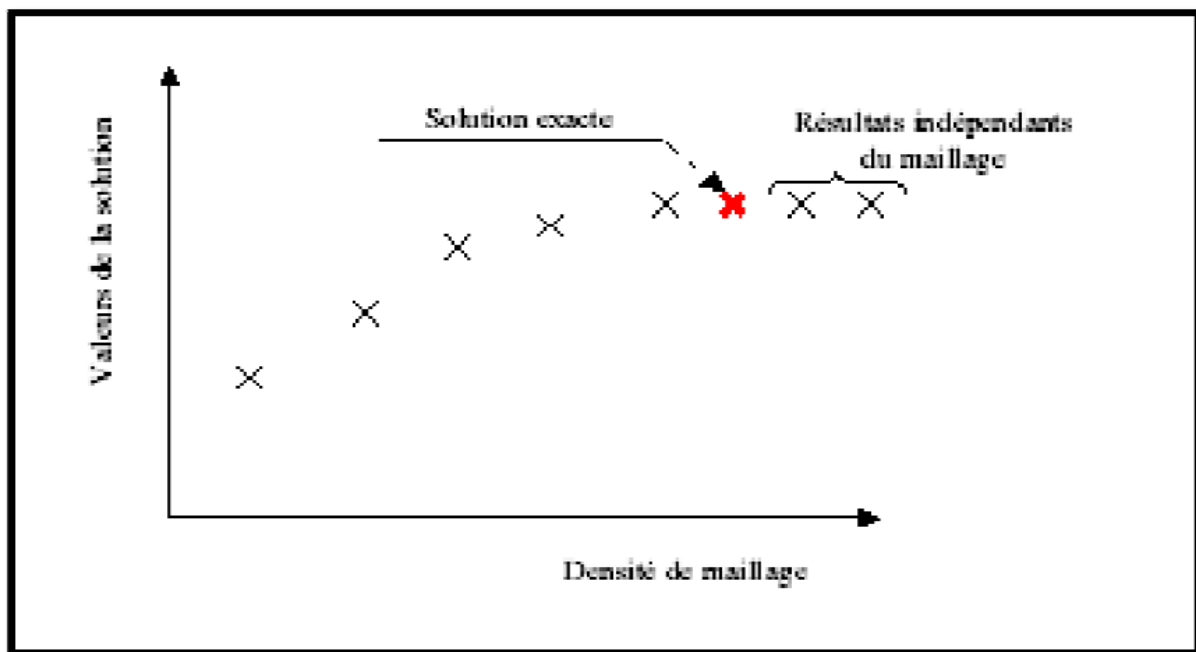 Solution exacte
Résultats indépendants
du maillage
Valeurs de la solution
Densité de maillage